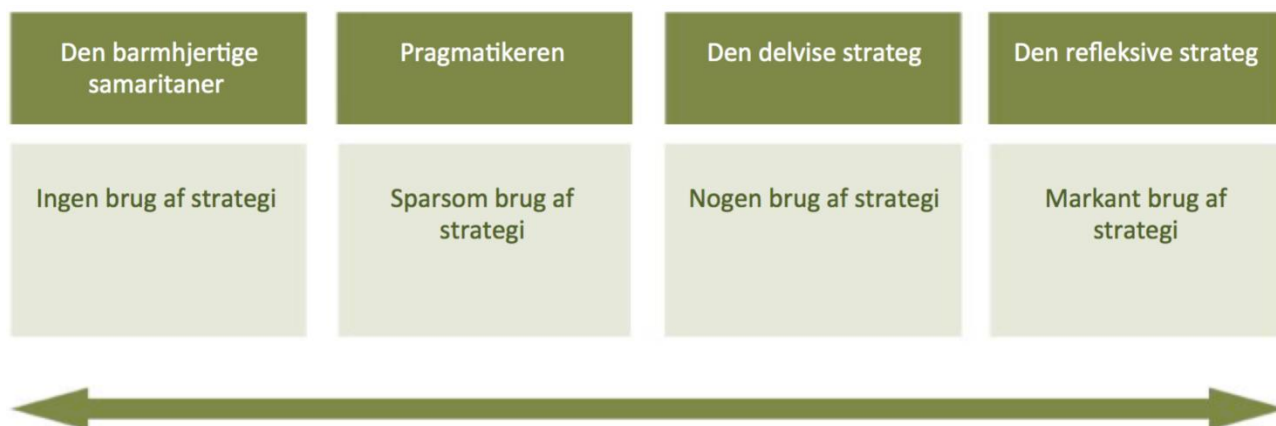 Den barmhjertige
samaritaner
Pragmatikeren
Den delvise strateg
Den refleksive strateg
Ingen brug af strategi
Sparsom brug af
strategi
Nogen brug af strategi
Markant brug af
strategi